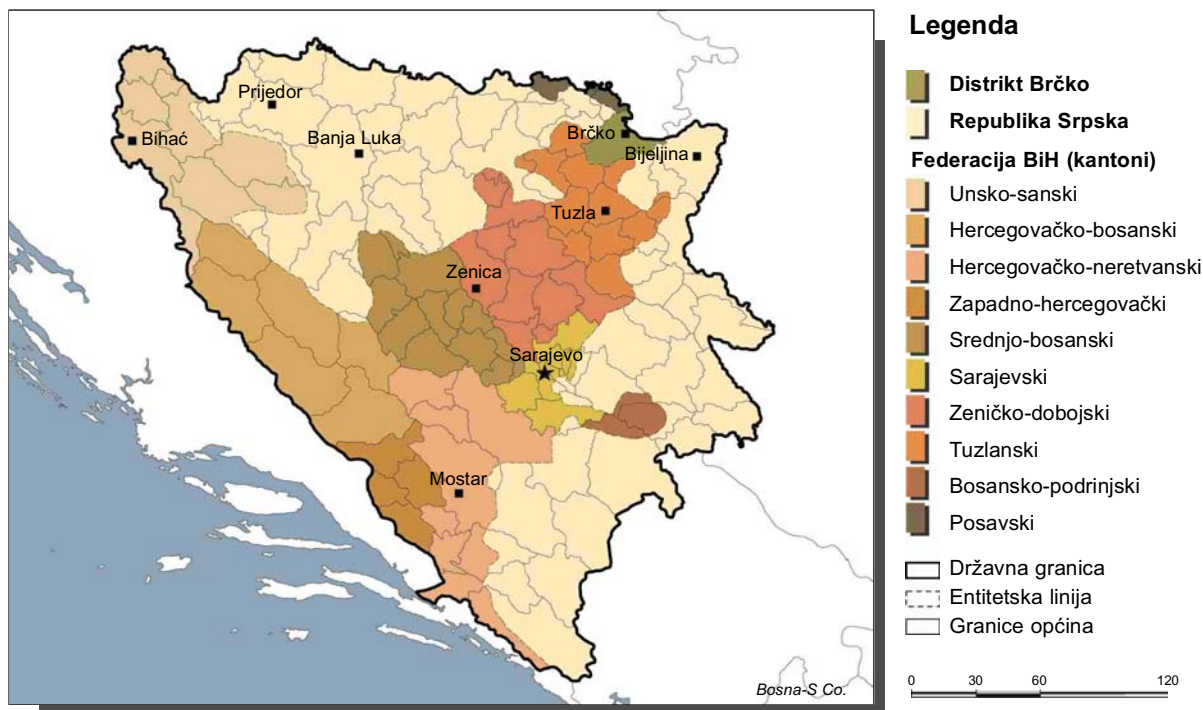 Prijedor
Bihać
Banja Luka
Brčko
Bijeljina
Tuzla
Zenica
Sarajevo
Mostar
Bosna-S Co.
Legenda
Distrikt Brčko
Republika Srpska
Federacija BiH (kantoni)
Unsko-sanski
Hercegovačko-bosanski
Hercegovačko-neretvanski
Zapadno-hercegovački
Srednjo-bosanski
Sarajevski
Zeničko-dobojski
Tuzlanski
Bosansko-podrinjski
Posavski
Državna granica
Entitetska linija
Granice općina
0 30 60 120